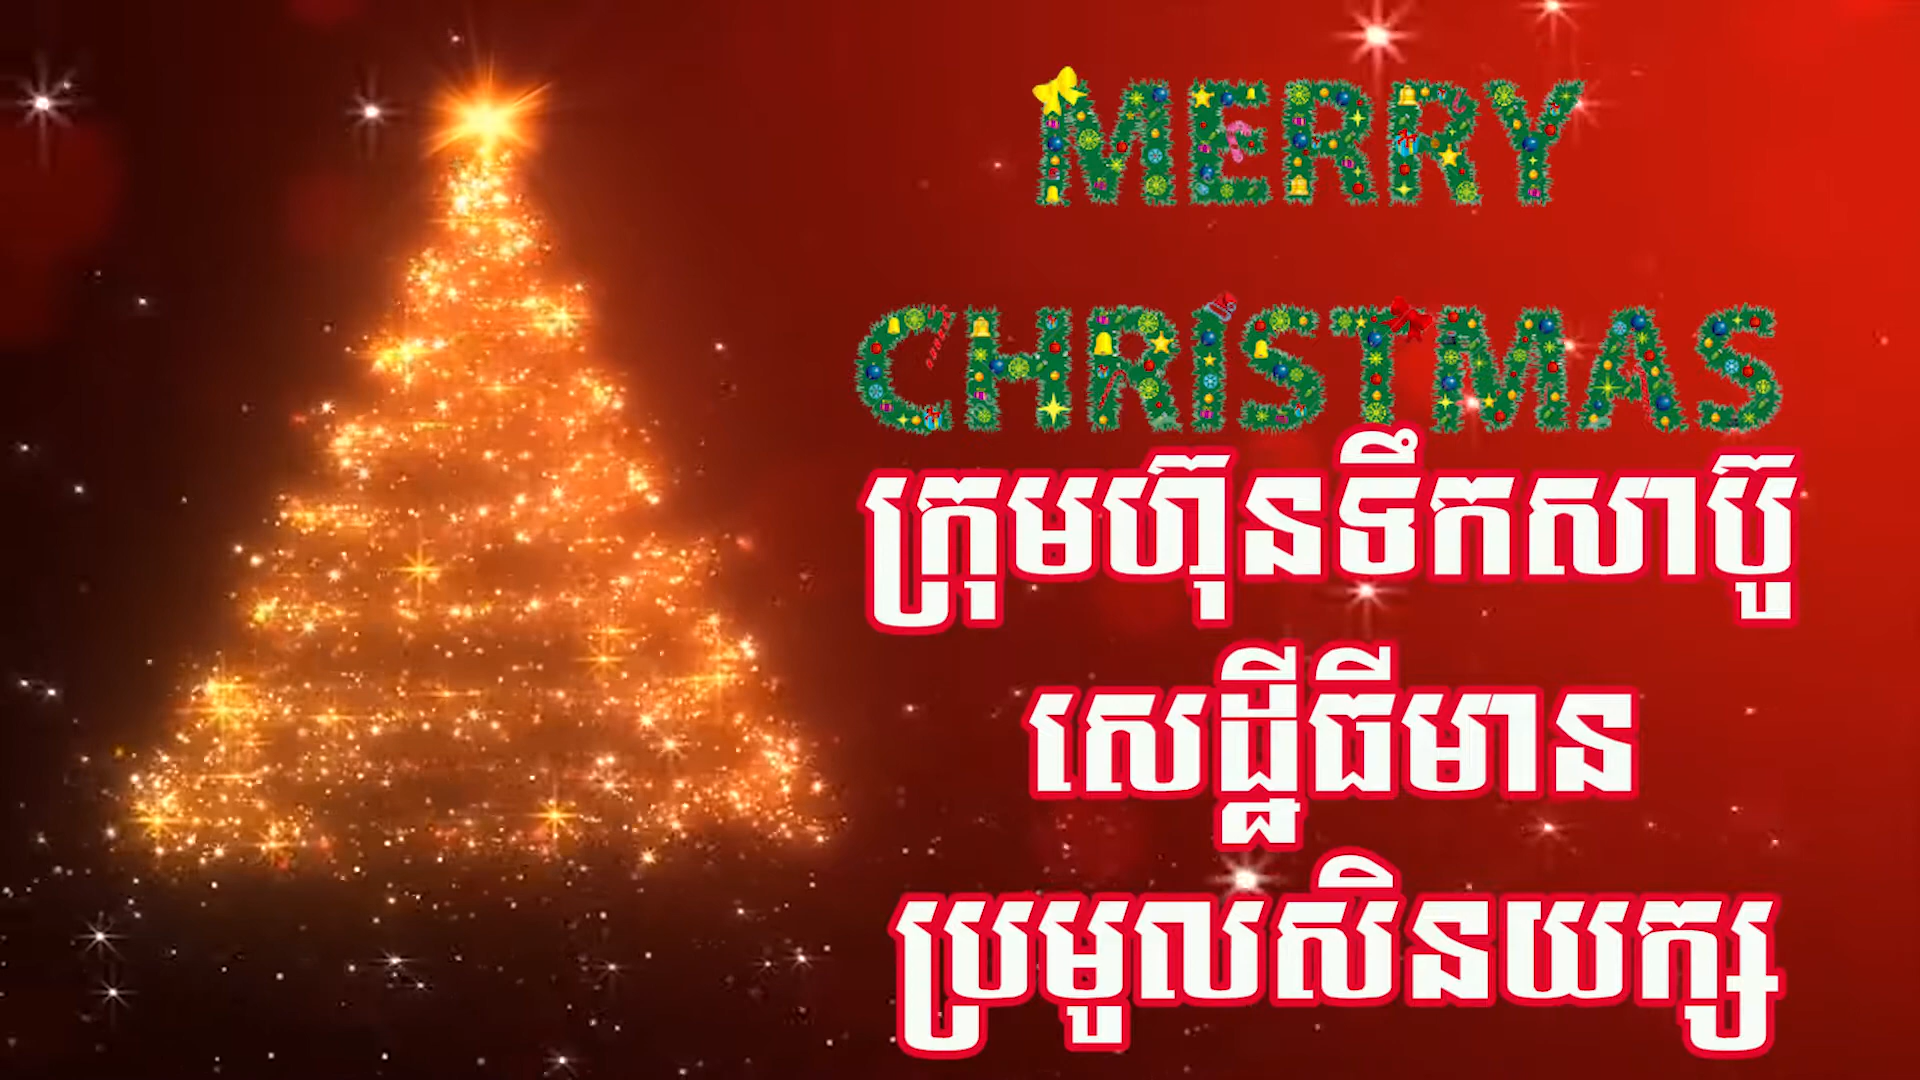 MERRY
CHRISTMAS
ក្រុមហ៊ុនទឹកសាប៊ូ
សេដ្ឋីធីមាន
ប្រមូលសិនយក្ស